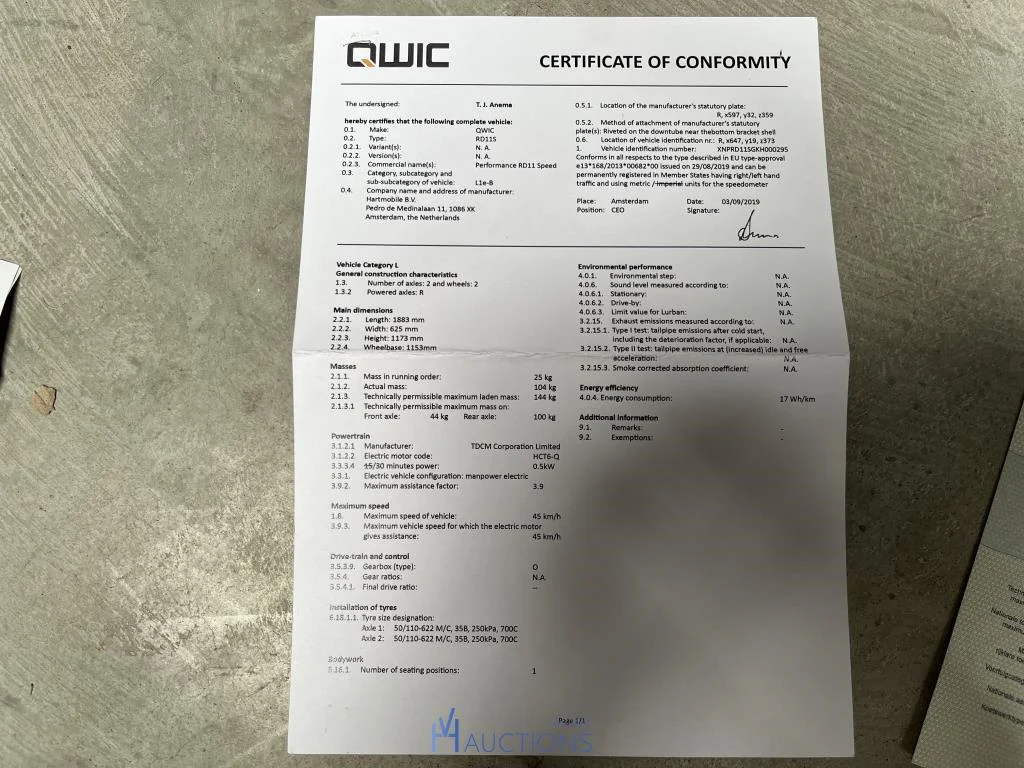 QWIC
CERTIFICATE OF CONFORMITY
The undersigned: T. J. Anema
hereby certifies that the following complete vehicle:
0.1. Make: QWIC
0.2. Type: RD11S
0.2.1. Variant(s): N. A.
0.2.2. Version(s): N. A.
0.2.3. Commercial name(s): Performance RD11 Speed
0.3. Category, subcategory and
sub-subcategory of vehicle: L1e-B
0.4. Company name and address of manufacturer:
Hartmobile B.V.
Pedro de Medinalaan 11, 1086 XK
Amsterdam, the Netherlands
0.5.1. Location of the manufacturer's statutory plate:
R, x597, y32, z359
0.5.2. Method of attachment of manufacturer's statutory
plate(s): Riveted on the downtube near thebottom bracket shell
0.6. Location of vehicle identification nr.: R, x647, y19, z373
1. Vehicle identification number: XNPRD11SGKH000295
Conforms in all respects to the type described in EU type-approval
e13*168/2013*00682*00 issued on 29/08/2019 and can be
permanently registered in Member States having right/left hand
traffic and using metric /imperial units for the speedometer
Place: Amsterdam Date: 03/09/2019
Position: CEO Signature:
Vehicle Category L
General construction characteristics
1.3. Number of axles: 2 and wheels: 2
1.3.2 Powered axles: R
Main dimensions
2.2.1. Length: 1883 mm
2.2.2. Width: 625 mm
2.2.3. Height: 1173 mm
2.2.4. Wheelbase: 1153mm
Masses
2.1.1. Mass in running order: 25 kg
2.1.2. Actual mass: 104 kg
2.1.3. Technically permissible maximum laden mass: 144 kg
2.1.3.1 Technically permissible maximum mass on:
Front axle: 44 kg Rear axle: 100 kg
Powertrain
3.1.2.1 Manufacturer: TDCM Corporation Limited
3.1.2.2 Electric motor code: HCT6-Q
3.3.3.4 15/30 minutes power: 0.5kW
3.3.1. Electric vehicle configuration: manpower electric
3.9.2. Maximum assistance factor: 3.9
Maximum speed
1.8. Maximum speed of vehicle: 45 km/h
3.9.3. Maximum vehicle speed for which the electric motor
gives assistance: 45 km/h
Drive-train and control
3.5.3.9. Gearbox (type): O
3.5.4. Gear ratios: N.A.
3.5.4.1. Final drive ratio: --
Installation of tyres
6.18.1.1. Tyre size designation:
Axle 1: 50/110-622 M/C, 35B, 250kPa, 700C
Axle 2: 50/110-622 M/C, 35B, 250kPa, 700C
Bodywork
6.16.1. Number of seating positions: 1
Environmental performance
4.0.1. Environmental step: N.A.
4.0.6. Sound level measured according to: N.A.
4.0.6.1. Stationary: N.A.
4.0.6.2. Drive-by: N.A.
4.0.6.3. Limit value for Lurban: N.A.
3.2.15. Exhaust emissions measured according to: N.A.
3.2.15.1. Type I test: tailpipe emissions after cold start,
including the deterioration factor, if applicable: N.A.
3.2.15.2. Type II test: tailpipe emissions at (increased) idle and free
acceleration: N.A.
3.2.15.3. Smoke corrected absorption coefficient: N.A.
Energy efficiency
4.0.4. Energy consumption: 17 Wh/km
Additional information
9.1. Remarks: -
9.2. Exemptions: -
Page 1/1
VH AUCTIONS